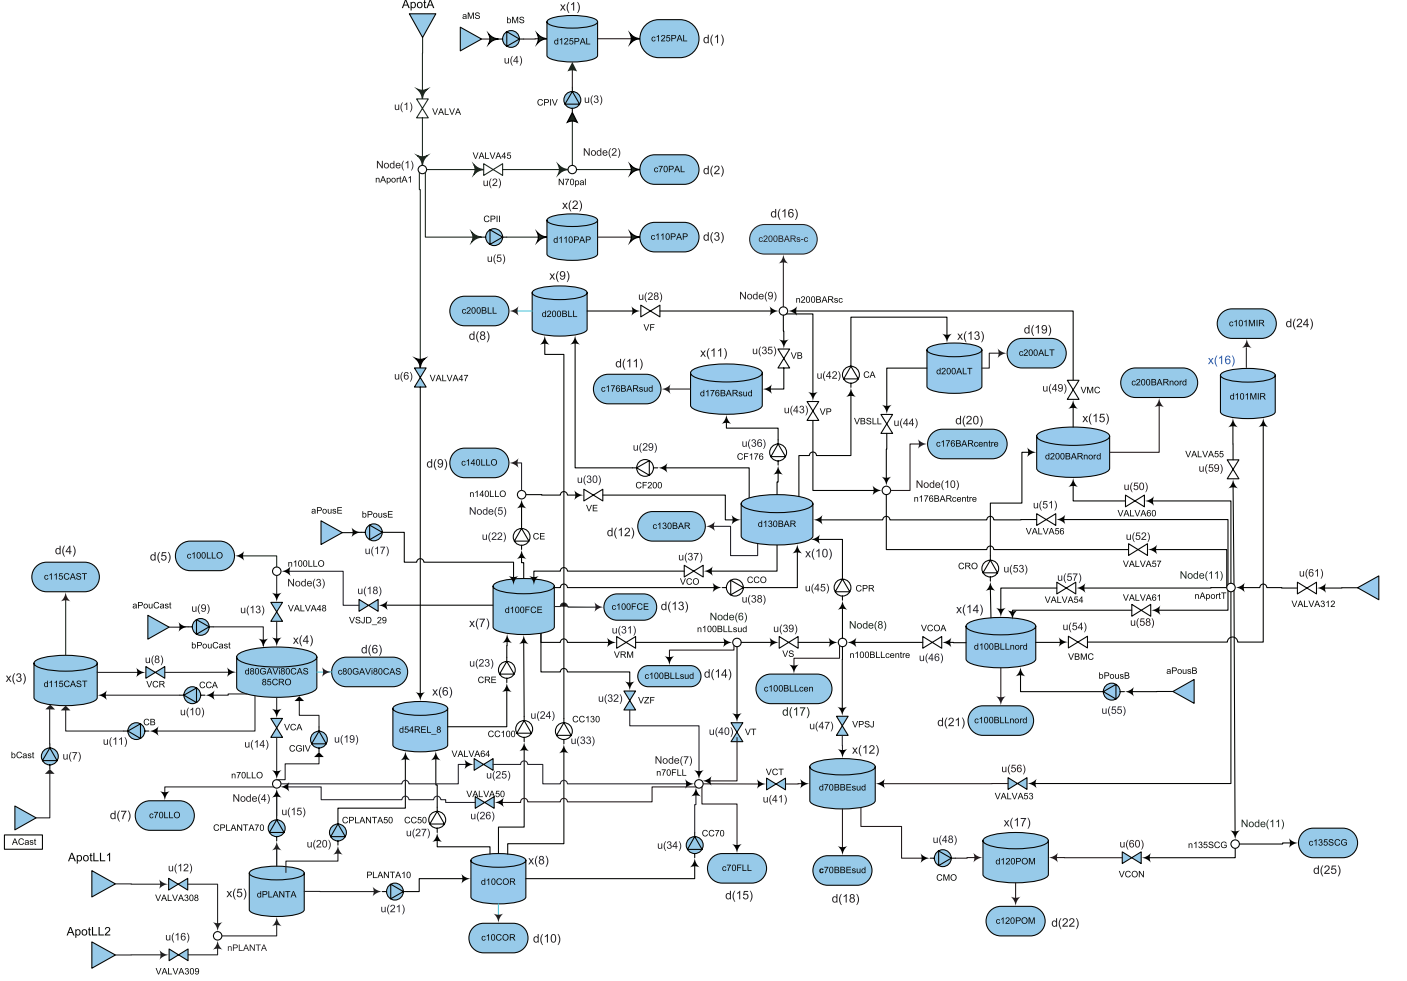 ApotA
aMS
bMS
u(4)
x(1)
d125PAL
c125PAL
d(1)
u(1)
VALVA
CPIV
u(3)
Node(1)
nAportA1
VALVA45
u(2)
Node(2)
N70pal
c70PAL
d(2)
CPII
u(5)
x(2)
d110PAP
c110PAP
d(3)
d(16)
c200BARs-c
x(9)
d200BLL
c200BLL
d(8)
u(28)
VF
Node(9)
n200BARsc
u(6)
VALVA47
d(11)
c176BARsud
x(11)
d176BARsud
u(35)
VB
u(42)
CA
u(43)
VP
x(13)
d200ALT
d(19)
c200ALT
VBSLL
u(44)
d(20)
c176BARcentre
Node(10)
n176BARcentre
u(49)
VMC
x(15)
d200BARnord
c200BARnord
c101MIR
d(24)
x(16)
d101MIR
VALVA55
u(59)
d(9)
c140LLO
n140LLO
Node(5)
u(22)
CE
u(29)
CF200
u(30)
VE
u(36)
CF176
d130BAR
x(10)
c130BAR
d(12)
u(50)
VALVA60
u(51)
VALVA56
u(52)
VALVA57
aPousE
bPousE
u(17)
d(4)
c115CAST
d(5)
c100LLO
n100LLO
Node(3)
u(13)
VALVA48
u(18)
VSJD_29
d100FCE
x(7)
u(37)
VCO
CCO
u(38)
c100FCE
d(13)
u(45)
CPR
CRO
u(53)
u(57)
VALVA54
VALVA61
u(58)
Node(11)
nAportT
u(61)
VALVA312
aPouCast
u(9)
bPouCast
x(3)
d115CAST
u(8)
VCR
CCA
u(10)
CB
u(11)
x(4)
d80GAVi80CAS
85CRO
d(6)
c80GAVi80CAS
u(31)
VRM
Node(6)
n100BLLsud
u(39)
VS
Node(8)
n100BLLcentre
VCOA
u(46)
x(14)
d100BLLnord
u(54)
VBMC
c100BLLsud
d(14)
c100BLLcen
d(17)
bPousB
u(55)
aPousB
d(21)
c100BLLnord
u(23)
CRE
x(6)
d54REL_8
u(24)
CC100
CC130
u(33)
u(32)
VZF
u(40)
VT
u(47)
VPSJ
bCast
u(7)
VCA
u(14)
CGIV
u(19)
n70LLO
Node(4)
VALVA64
u(25)
VALVA50
u(26)
Node(7)
n70FLL
VCT
u(41)
x(12)
d70BBEsud
u(56)
VALVA53
ACast
d(7)
c70LLO
u(15)
CPLANTA70
CPLANTA50
u(20)
CC50
u(27)
u(34)
CC70
c70FLL
d(15)
c70BBEsud
d(18)
u(48)
CMO
x(17)
d120POM
u(60)
VCON
Node(11)
n135SCG
c135SCG
d(25)
ApotLL1
u(12)
VALVA308
x(5)
dPLANTA
PLANTA10
u(21)
x(8)
d10COR
c10COR
d(10)
c120POM
d(22)
ApotLL2
u(16)
VALVA309
nPLANTA